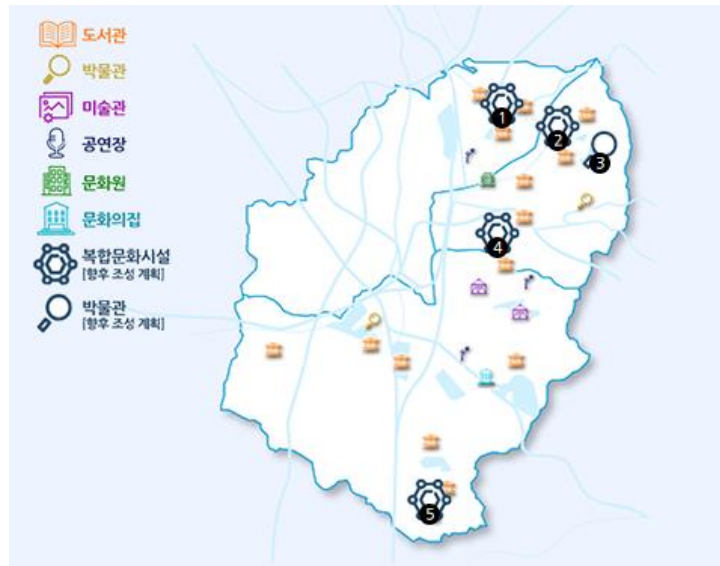 도서관
박물관
미술관
공연장
문화원
문화의집
복합문화시설
[향후 조성 계획]
박물관
[향후 조성 계획]
1
2
3
4
5